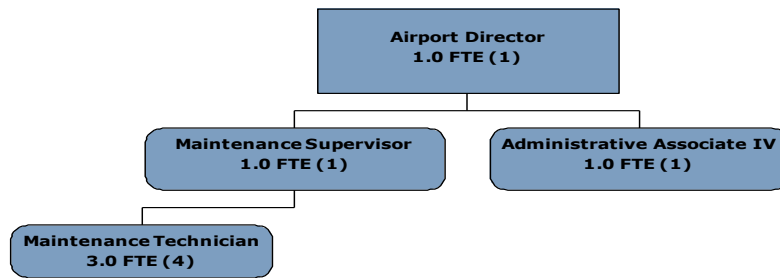 Airport Director
1.0 FTE (1)
Maintenance Supervisor
1.0 FTE (1)
Administrative Associate IV
1.0 FTE (1)
Maintenance Technician
3.0 FTE (4)